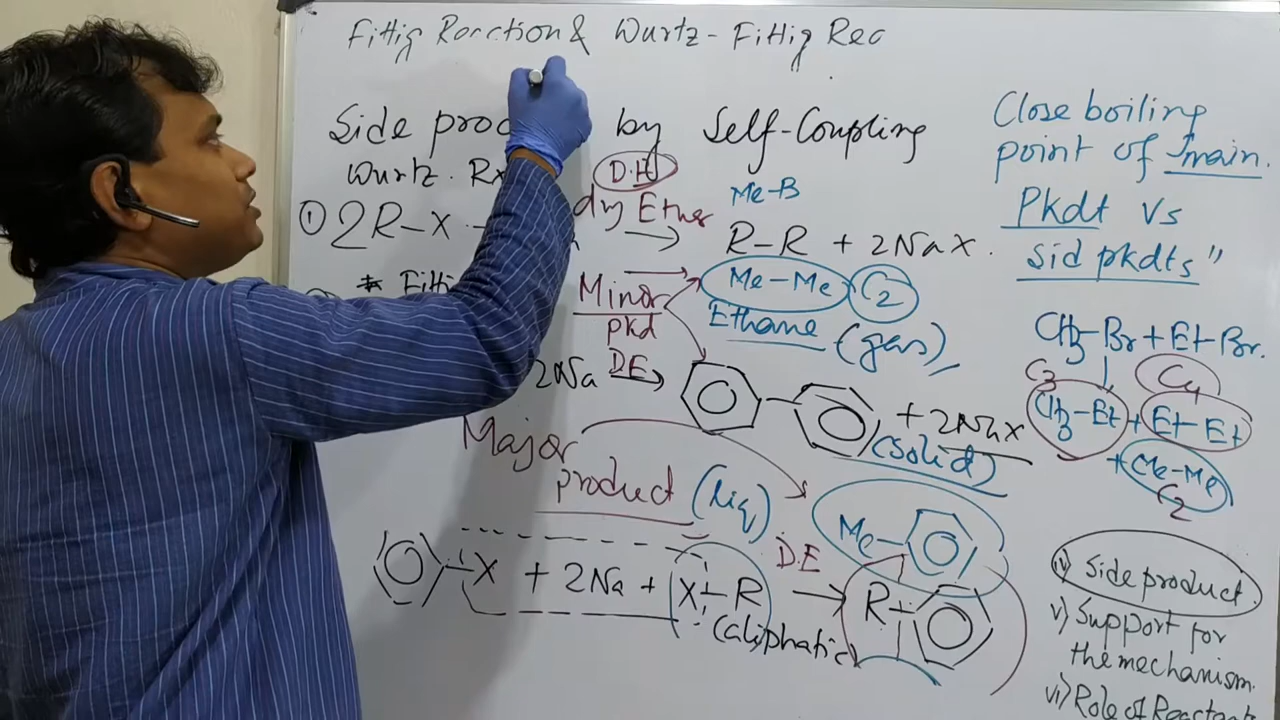 Fittig Reaction & Wurtz-Fittig Rea
Side prod by Self-Coupling
Wurtz. Rx
D.H
① 2R-X dry Ether → R-R + 2NaX.
Me-B
* Fitti
Minor pkd
Me-Me C2
Ethane (gas)
2Na D.E → + 2NaX
(Solid)
Major product (liq)
Me-
X + 2Na + X-R D.E → R-
(aliphatic)
Close boiling
point of "main.
Pkdt Vs
Sid pkdts"
CH3-Br + Et-Br.
C3 C4
CH3-Et + Et-Et
+ Me-Me
C2
iv) Side product
v) Support for
the mechanism.
vi) Role of Reactant